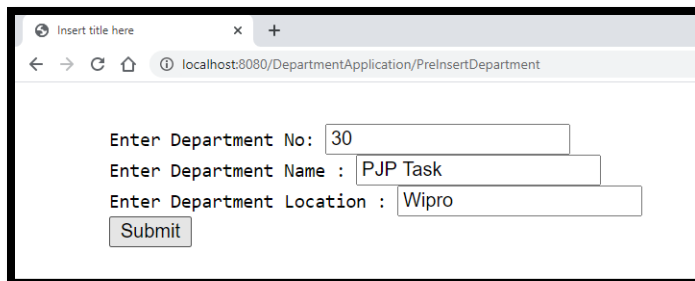 Insert title here
localhost:8080/DepartmentApplication/PreInsertDepartment
Enter Department No: 30
Enter Department Name : PJP Task
Enter Department Location : Wipro
Submit